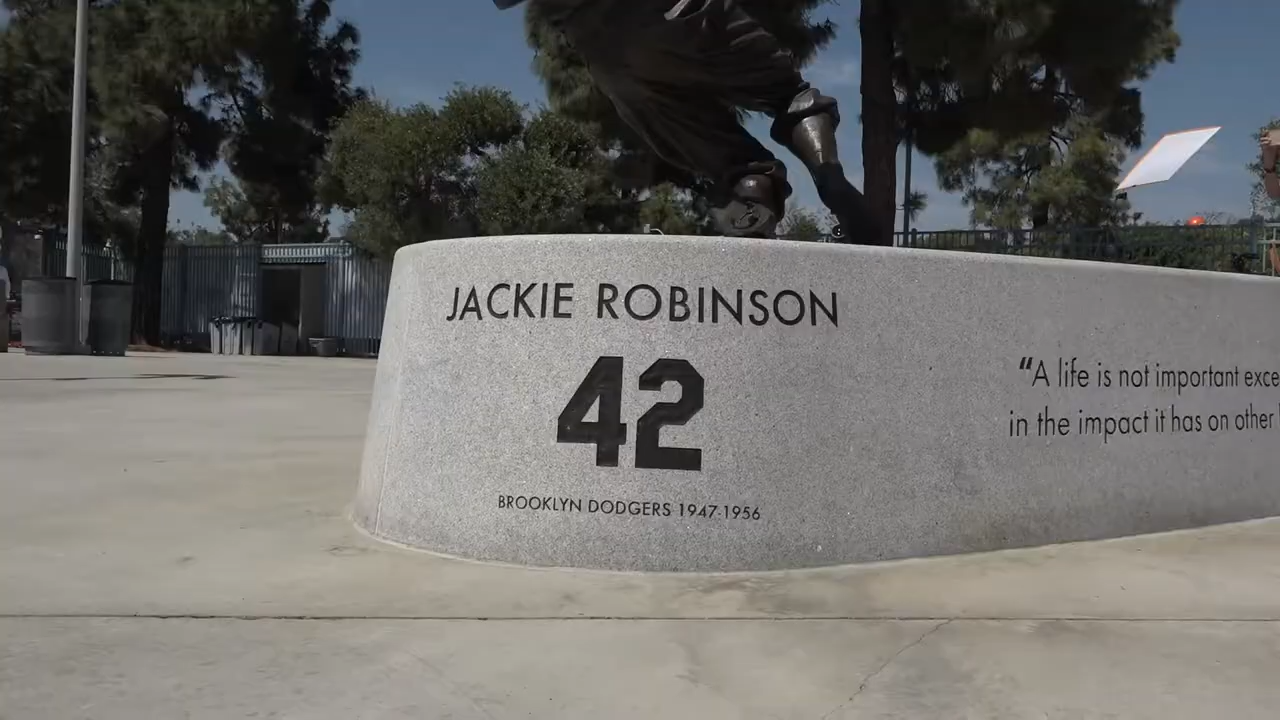 JACKIE ROBINSON
42
BROOKLYN DODGERS 1947-1956
“A life is not important exce
in the impact it has on other